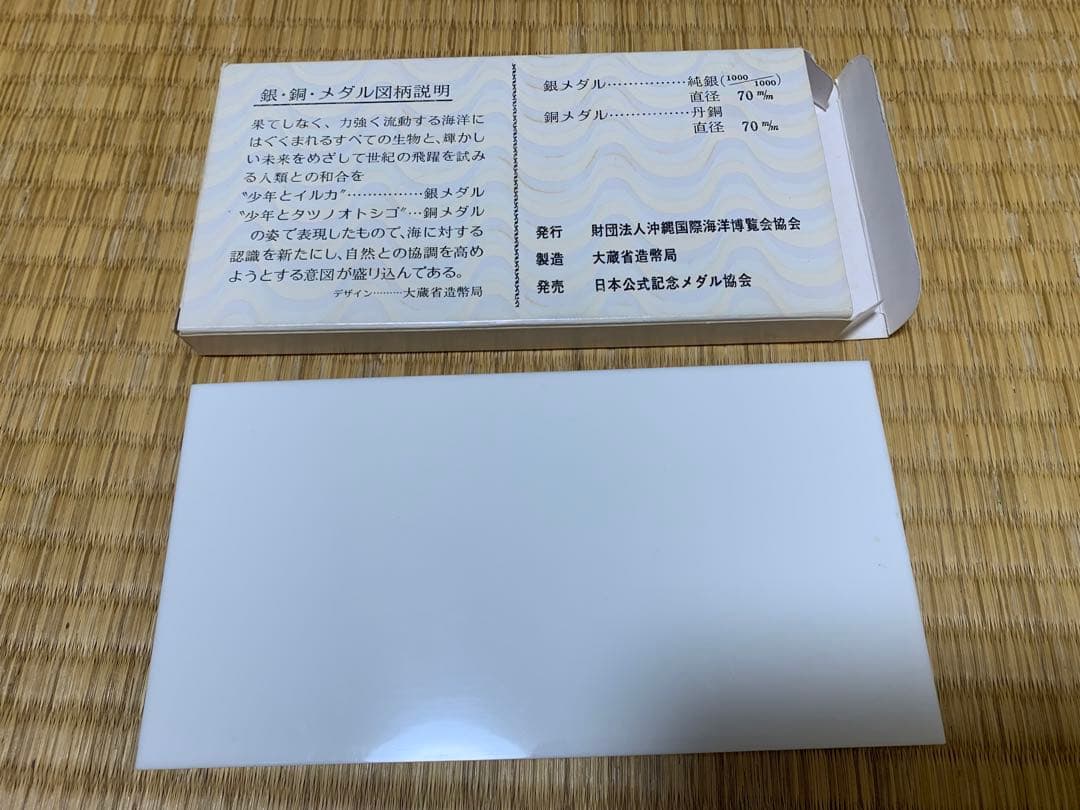 銀・銅・メダル図柄説明
果てしなく、力強く流動する海洋に
はぐくまれるすべての生物と、輝かし
い未来をめざして世紀の飛躍を試み
る人類との和合を
“少年とイルカ”……………銀メダル
“少年とタツノオトシゴ”…銅メダル
の姿で表現したもので、海に対する
認識を新たにし、自然との協調を高め
ようとする意図が盛り込んである。
デザイン………大蔵省造幣局
銀メダル……………純銀(1000/1000)
直径 70 m/m
銅メダル……………丹銅
直径 70 m/m
発行 財団法人沖縄国際海洋博覧会協会
製造 大蔵省造幣局
発売 日本公式記念メダル協会